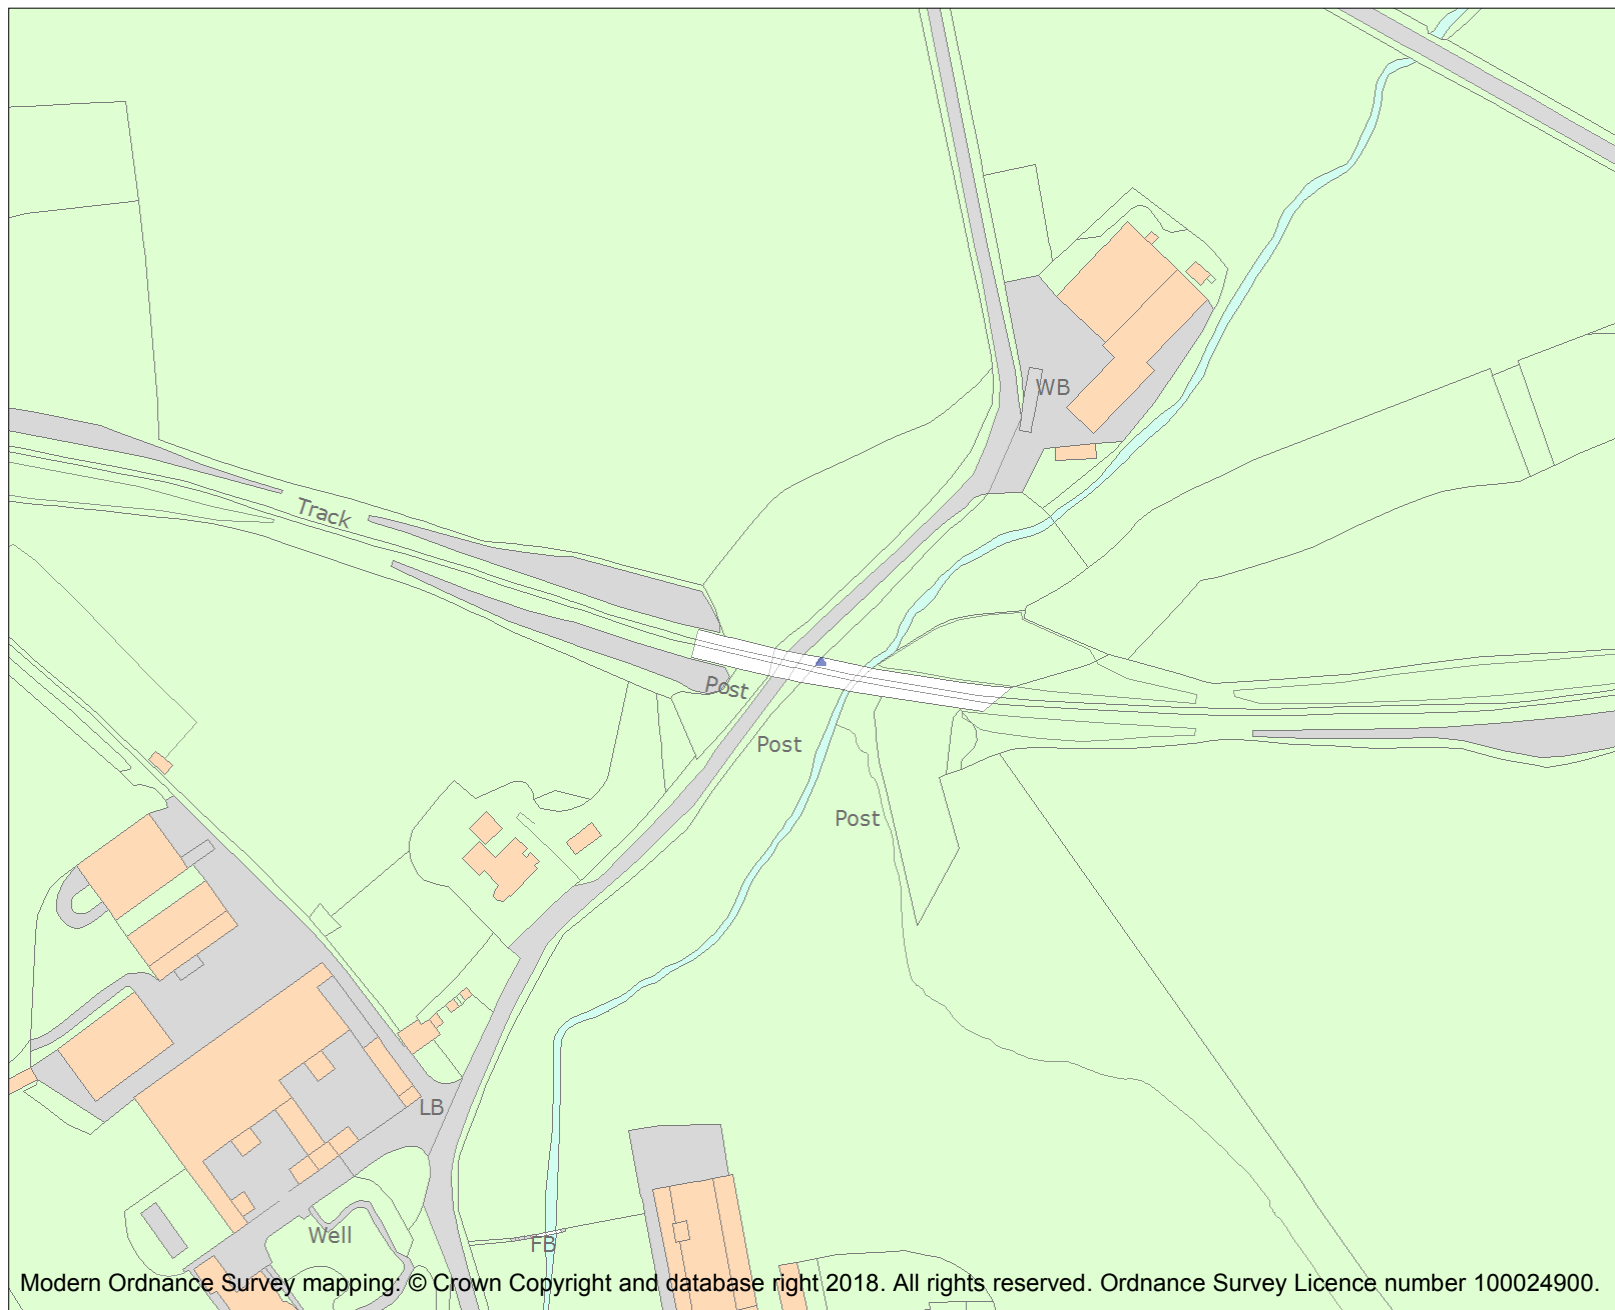 WB
Track
Post
Post
Post
LB
Well
FB
Modern Ordnance Survey mapping: © Crown Copyright and database right 2018. All rights reserved. Ordnance Survey Licence number 100024900.